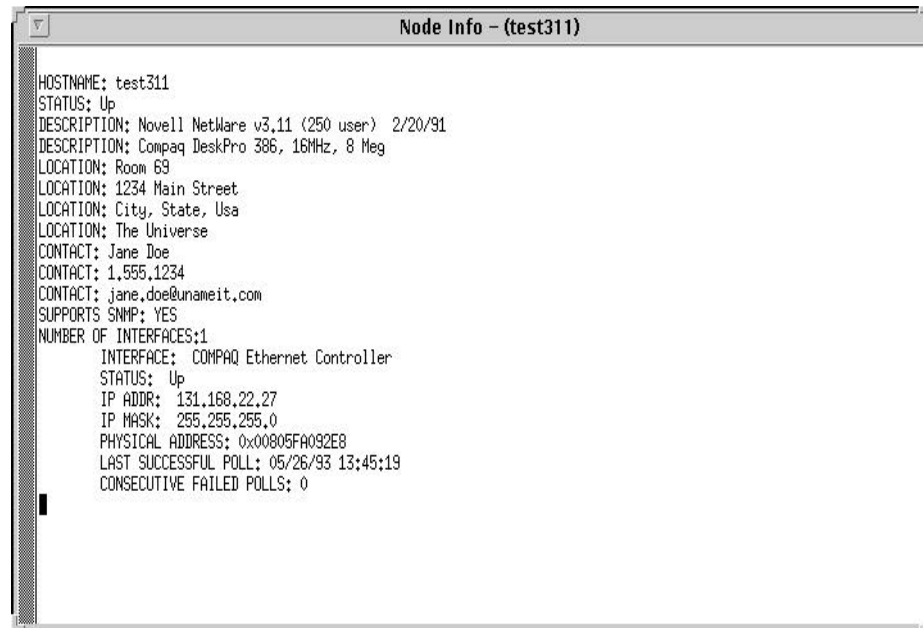 Node Info – (test311)
HOSTNAME: test311
STATUS: Up
DESCRIPTION: Novell NetWare v3.11 (250 user)  2/20/91
DESCRIPTION: Compaq DeskPro 386, 16MHz, 8 Meg
LOCATION: Room 69
LOCATION: 1234 Main Street
LOCATION: City, State, Usa
LOCATION: The Universe
CONTACT: Jane Doe
CONTACT: 1.555.1234
CONTACT: jane.doe@unameit.com
SUPPORTS SNMP: YES
NUMBER OF INTERFACES:1
INTERFACE:  COMPAQ Ethernet Controller
STATUS:  Up
IP ADDR:  131.168.22.27
IP MASK:  255.255.255.0
PHYSICAL ADDRESS: 0x00805FA092E8
LAST SUCCESSFUL POLL: 05/26/93 13:45:19
CONSECUTIVE FAILED POLLS: 0